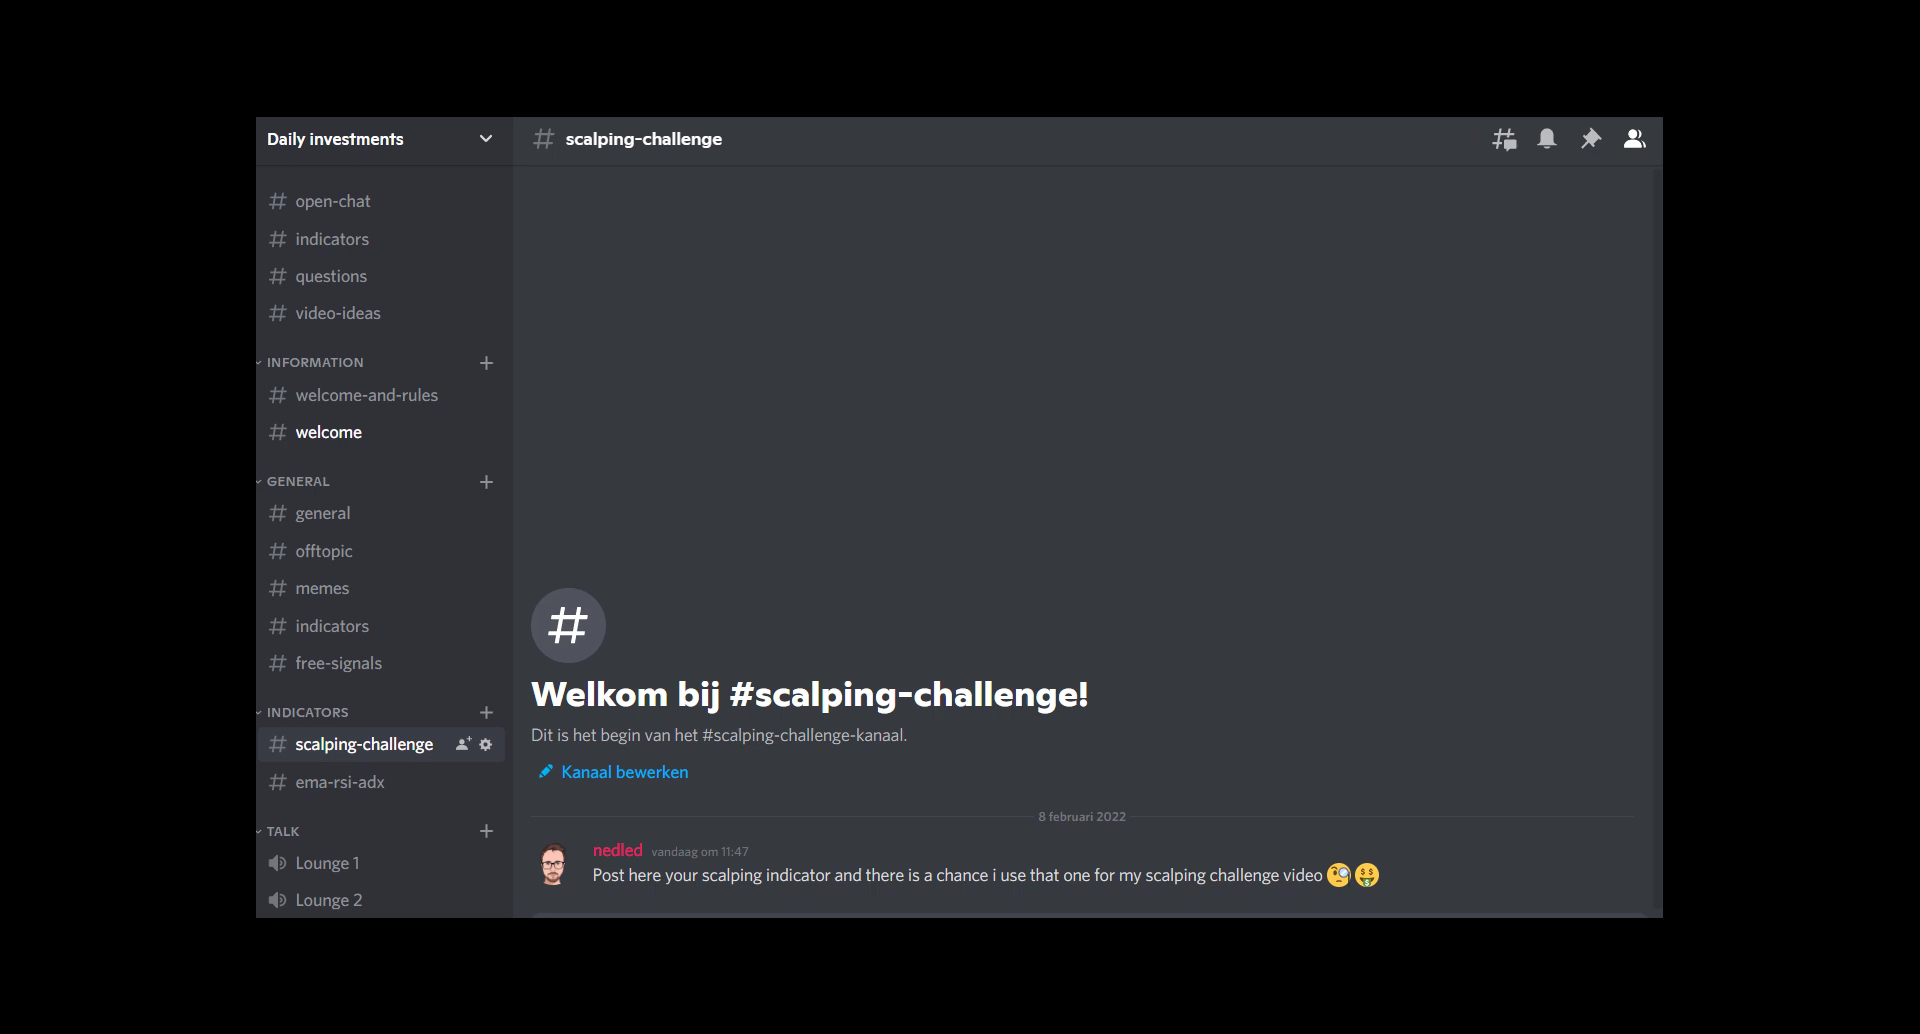 Daily investments
# open-chat
# indicators
# questions
# video-ideas
INFORMATION
# welcome-and-rules
# welcome
GENERAL
# general
# offtopic
# memes
# indicators
# free-signals
INDICATORS
# scalping-challenge
# ema-rsi-adx
TALK
Lounge 1
Lounge 2
# scalping-challenge
#
Welkom bij #scalping-challenge!
Dit is het begin van het #scalping-challenge-kanaal.
Kanaal bewerken
8 februari 2022
nedled vandaag om 11:47
Post here your scalping indicator and there is a chance i use that one for my scalping challenge video 🧐🤑